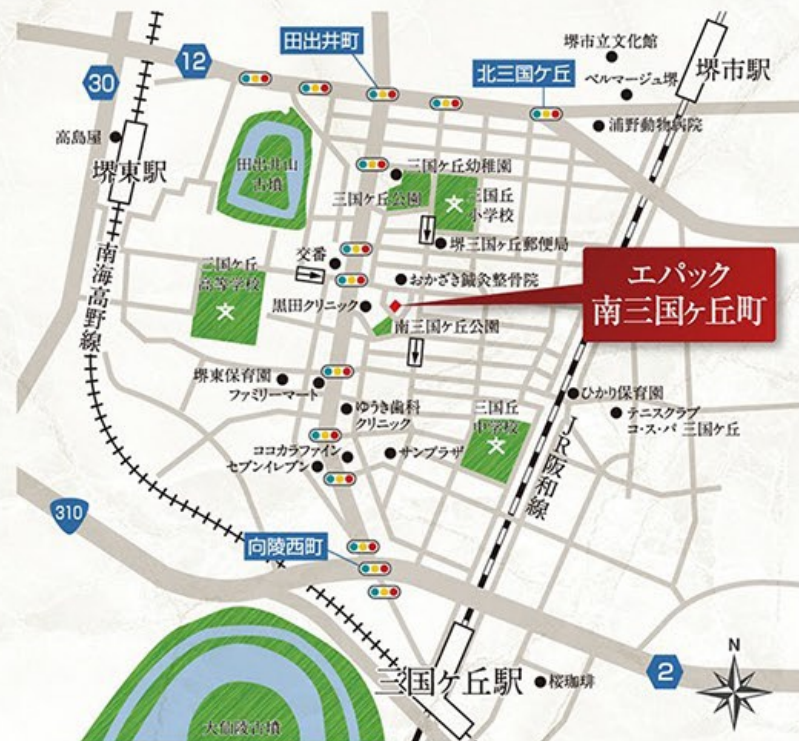 田出井町
堺市立文化館
12
北三国ケ丘
ベルマージュ堺
堺市駅
30
高島屋
浦野動物病院
堺東駅
田出井山
古墳
三国ケ丘幼稚園
三国ケ丘公園
三国丘
小学校
堺三国ヶ丘郵便局
南海高野線
三国ケ丘
高等学校
交番
おかざき鍼灸整骨院
エパック
南三国ヶ丘町
黒田クリニック
南三国ケ丘公園
堺東保育園
ファミリーマート
ひかり保育園
ゆうき歯科
クリニック
三国丘
中学校
テニスクラブ
コ・ス・パ 三国ケ丘
JR阪和線
ココカラファイン
セブンイレブン
サンプラザ
310
向陵西町
N
三国ケ丘駅
桜珈琲
2
大仙陵古墳